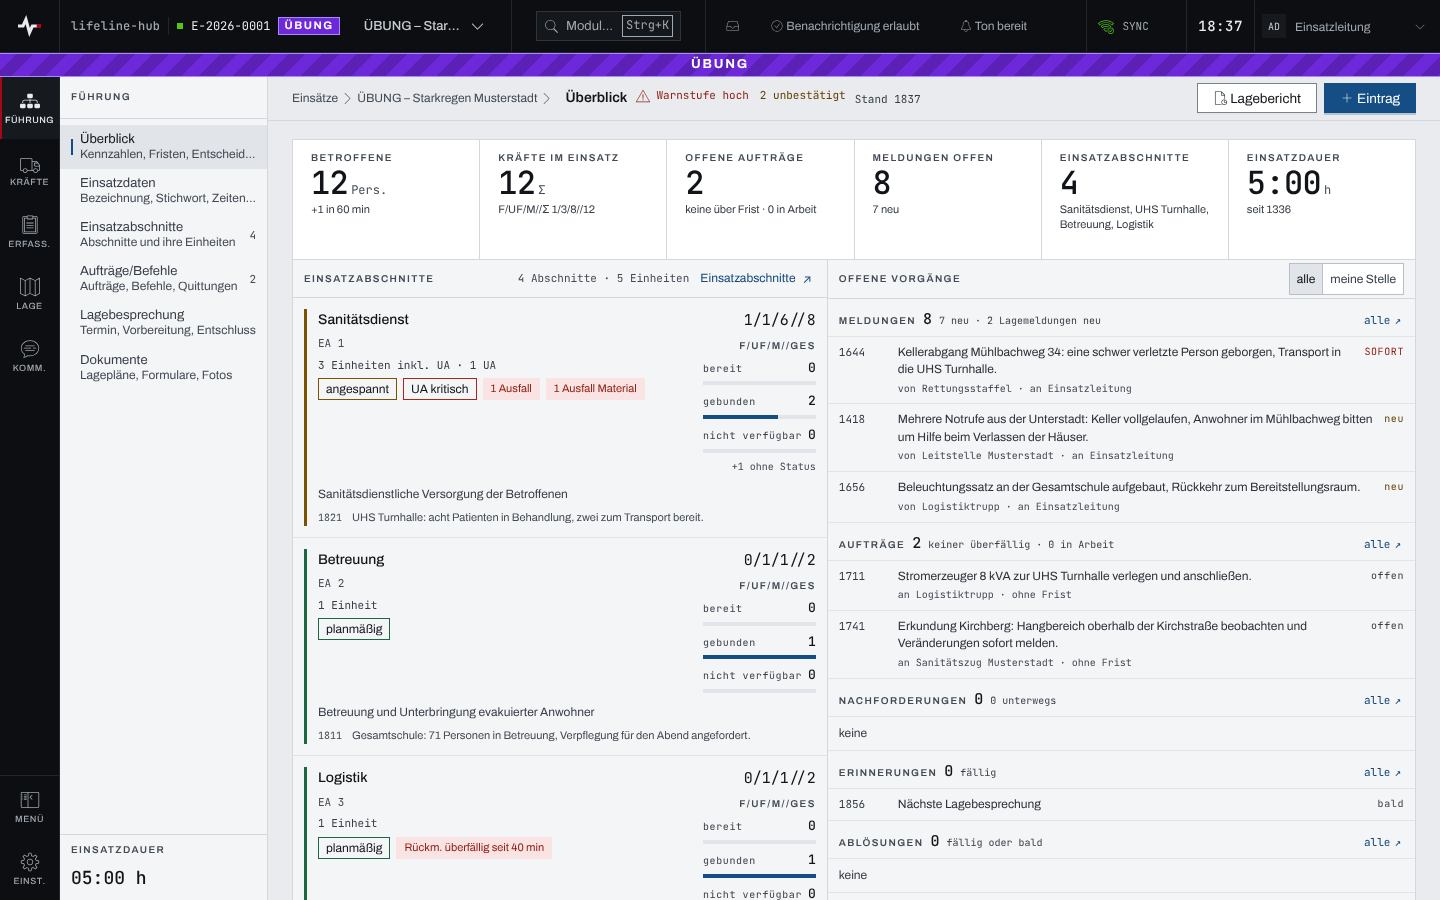 lifeline-hub
E-2026-0001 ÜBUNG
ÜBUNG – Star...
Modul... Strg+K
Benachrichtigung erlaubt
Ton bereit
SYNC
18:37
AD Einsatzleitung
ÜBUNG
FÜHRUNG
KRÄFTE
ERFASS.
LAGE
KOMM.
MENÜ
EINST.
FÜHRUNG
Überblick
Kennzahlen, Fristen, Entscheid...
Einsatzdaten
Bezeichnung, Stichwort, Zeiten...
Einsatzabschnitte
Abschnitte und ihre Einheiten 4
Aufträge/Befehle
Aufträge, Befehle, Quittungen 2
Lagebesprechung
Termin, Vorbereitung, Entschluss
Dokumente
Lagepläne, Formulare, Fotos
EINSATZDAUER
05:00 h
Einsätze > ÜBUNG – Starkregen Musterstadt > Überblick Warnstufe hoch 2 unbestätigt Stand 1837
Lagebericht
+ Eintrag
BETROFFENE
12 Pers.
+1 in 60 min
KRÄFTE IM EINSATZ
12 Σ
F/UF/M//Σ 1/3/8//12
OFFENE AUFTRÄGE
2
keine über Frist · 0 in Arbeit
MELDUNGEN OFFEN
8
7 neu
EINSATZABSCHNITTE
4
Sanitätsdienst, UHS Turnhalle,
Betreuung, Logistik
EINSATZDAUER
5:00 h
seit 1336
EINSATZABSCHNITTE 4 Abschnitte · 5 Einheiten Einsatzabschnitte ↗
Sanitätsdienst 1/1/6//8
EA 1 F/UF/M//GES
3 Einheiten inkl. UA · 1 UA
angespannt UA kritisch 1 Ausfall 1 Ausfall Material
bereit 0
gebunden 2
nicht verfügbar 0
+1 ohne Status
Sanitätsdienstliche Versorgung der Betroffenen
1821 UHS Turnhalle: acht Patienten in Behandlung, zwei zum Transport bereit.
Betreuung 0/1/1//2
EA 2 F/UF/M//GES
1 Einheit
planmäßig
bereit 0
gebunden 1
nicht verfügbar 0
Betreuung und Unterbringung evakuierter Anwohner
1811 Gesamtschule: 71 Personen in Betreuung, Verpflegung für den Abend angefordert.
Logistik 0/1/1//2
EA 3 F/UF/M//GES
1 Einheit
planmäßig Rückm. überfällig seit 40 min
bereit 0
gebunden 1
nicht verfügbar 0
OFFENE VORGÄNGE alle meine Stelle
MELDUNGEN 8 7 neu · 2 Lagemeldungen neu alle ↗
1644 Kellerabgang Mühlbachweg 34: eine schwer verletzte Person geborgen, Transport in SOFORT
die UHS Turnhalle.
von Rettungsstaffel · an Einsatzleitung
1418 Mehrere Notrufe aus der Unterstadt: Keller vollgelaufen, Anwohner im Mühlbachweg bitten neu
um Hilfe beim Verlassen der Häuser.
von Leitstelle Musterstadt · an Einsatzleitung
1656 Beleuchtungssatz an der Gesamtschule aufgebaut, Rückkehr zum Bereitstellungsraum. neu
von Logistiktrupp · an Einsatzleitung
AUFTRÄGE 2 keiner überfällig · 0 in Arbeit alle ↗
1711 Stromerzeuger 8 kVA zur UHS Turnhalle verlegen und anschließen. offen
an Logistiktrupp · ohne Frist
1741 Erkundung Kirchberg: Hangbereich oberhalb der Kirchstraße beobachten und offen
Veränderungen sofort melden.
an Sanitätszug Musterstadt · ohne Frist
NACHFORDERUNGEN 0 0 unterwegs alle ↗
keine
ERINNERUNGEN 0 fällig alle ↗
1856 Nächste Lagebesprechung bald
ABLÖSUNGEN 0 fällig oder bald alle ↗
keine